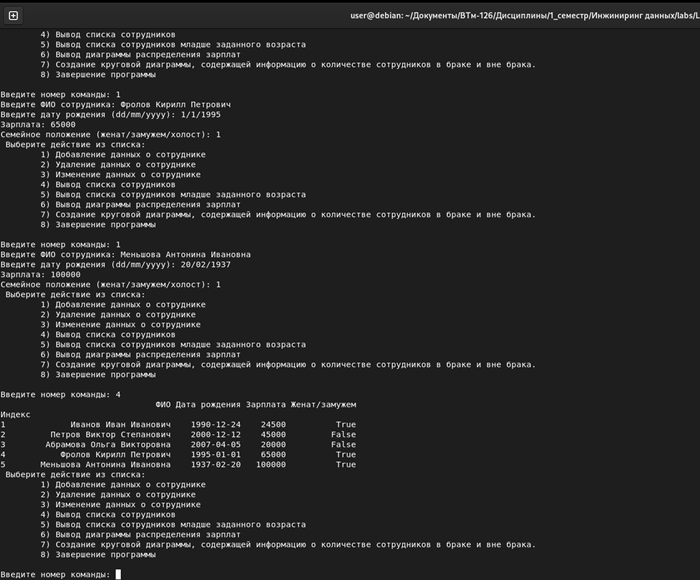 user@debian: ~/Документы/ВТм-126/Дисциплины/1_семестр/Инжиниринг данных/labs/L
4) Вывод списка сотрудников
5) Вывод списка сотрудников младше заданного возраста
6) Вывод диаграммы распределения зарплат
7) Создание круговой диаграммы, содержащей информацию о количестве сотрудников в браке и вне брака.
8) Завершение программы
Введите номер команды: 1
Введите ФИО сотрудника: Фролов Кирилл Петрович
Введите дату рождения (dd/mm/yyyy): 1/1/1995
Зарплата: 65000
Семейное положение (женат/замужем/холост): 1
Выберите действие из списка:
1) Добавление данных о сотруднике
2) Удаление данных о сотруднике
3) Изменение данных о сотруднике
4) Вывод списка сотрудников
5) Вывод списка сотрудников младше заданного возраста
6) Вывод диаграммы распределения зарплат
7) Создание круговой диаграммы, содержащей информацию о количестве сотрудников в браке и вне брака.
8) Завершение программы
Введите номер команды: 1
Введите ФИО сотрудника: Меньшова Антонина Ивановна
Введите дату рождения (dd/mm/yyyy): 20/02/1937
Зарплата: 100000
Семейное положение (женат/замужем/холост): 1
Выберите действие из списка:
1) Добавление данных о сотруднике
2) Удаление данных о сотруднике
3) Изменение данных о сотруднике
4) Вывод списка сотрудников
5) Вывод списка сотрудников младше заданного возраста
6) Вывод диаграммы распределения зарплат
7) Создание круговой диаграммы, содержащей информацию о количестве сотрудников в браке и вне брака.
8) Завершение программы
Введите номер команды: 4
ФИО Дата рождения Зарплата Женат/замужем
Индекс
1 Иванов Иван Иванович 1990-12-24 24500 True
2 Петров Виктор Степанович 2000-12-12 45000 False
3 Абрамова Ольга Викторовна 2007-04-05 20000 False
4 Фролов Кирилл Петрович 1995-01-01 65000 True
5 Меньшова Антонина Ивановна 1937-02-20 100000 True
Выберите действие из списка:
1) Добавление данных о сотруднике
2) Удаление данных о сотруднике
3) Изменение данных о сотруднике
4) Вывод списка сотрудников
5) Вывод списка сотрудников младше заданного возраста
6) Вывод диаграммы распределения зарплат
7) Создание круговой диаграммы, содержащей информацию о количестве сотрудников в браке и вне брака.
8) Завершение программы
Введите номер команды: